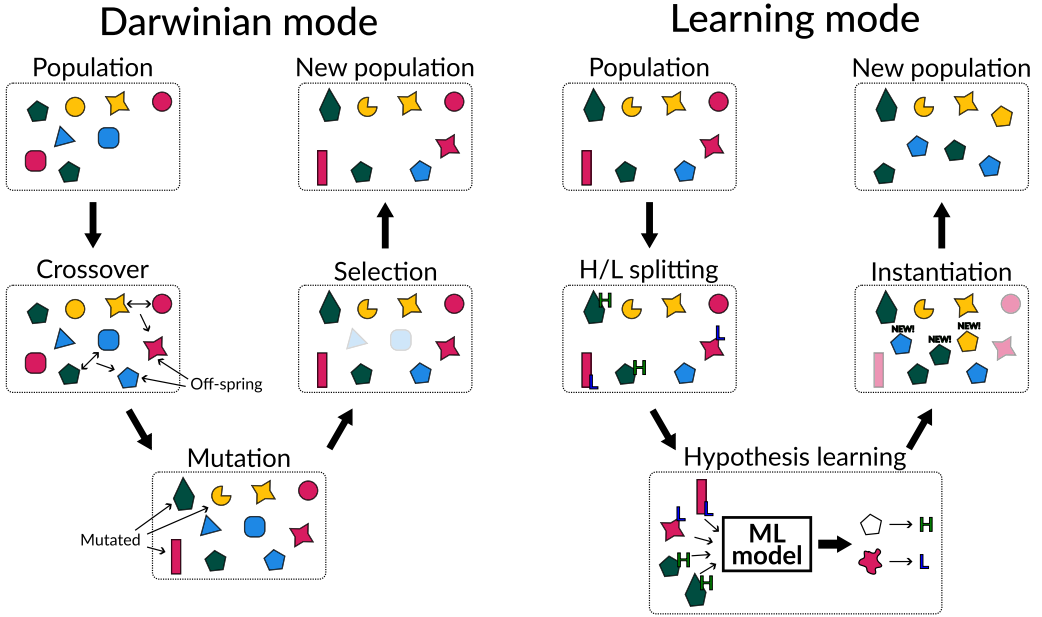 Darwinian mode
Population
New population
Crossover
Off-spring
Selection
Mutation
Mutated
Learning mode
Population
New population
H/L splitting
H
L
L
H
Instantiation
NEW!
NEW!
NEW!
Hypothesis learning
L
L
H
H
ML
model
H
L